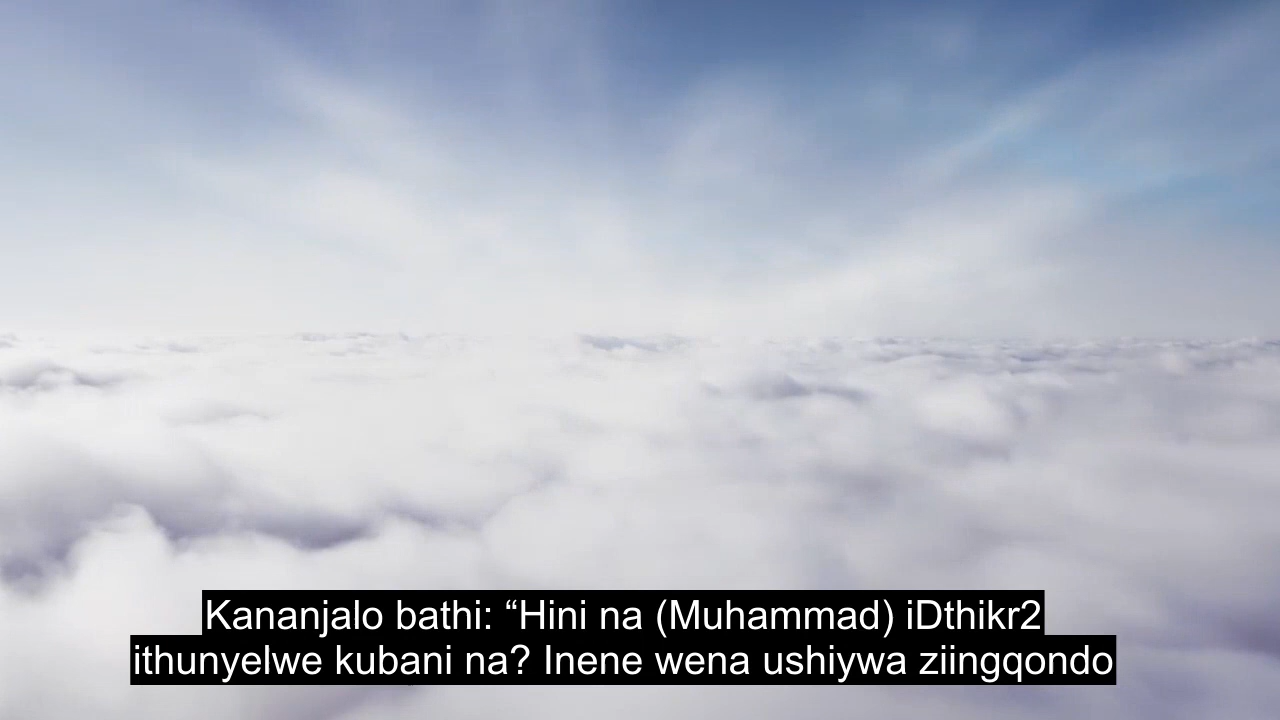 Kananjalo bathi: “Hini na (Muhammad) iDthikr2
ithunyelwe kubani na? Inene wena ushiywa ziingqondo